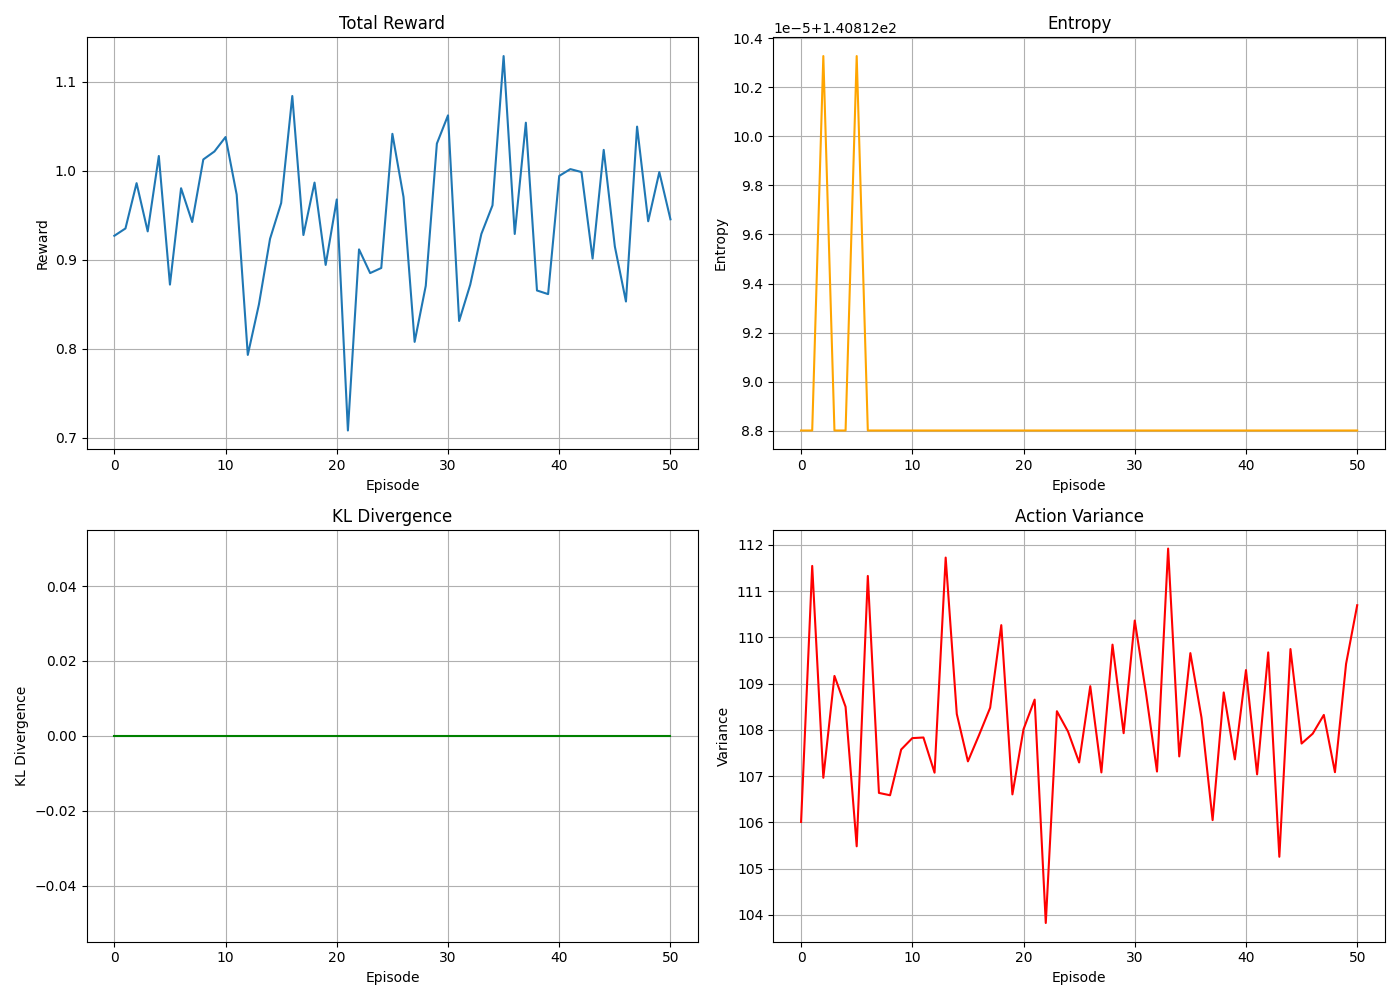 Total Reward
1.1
1.0
0.9
0.8
0.7
Reward
0 10 20 30 40 50
Episode
Entropy
1e−5+1.40812e2
10.4
10.2
10.0
9.8
9.6
9.4
9.2
9.0
8.8
Entropy
0 10 20 30 40 50
Episode
KL Divergence
0.04
0.02
0.00
−0.02
−0.04
KL Divergence
0 10 20 30 40 50
Episode
Action Variance
112
111
110
109
108
107
106
105
104
Variance
0 10 20 30 40 50
Episode